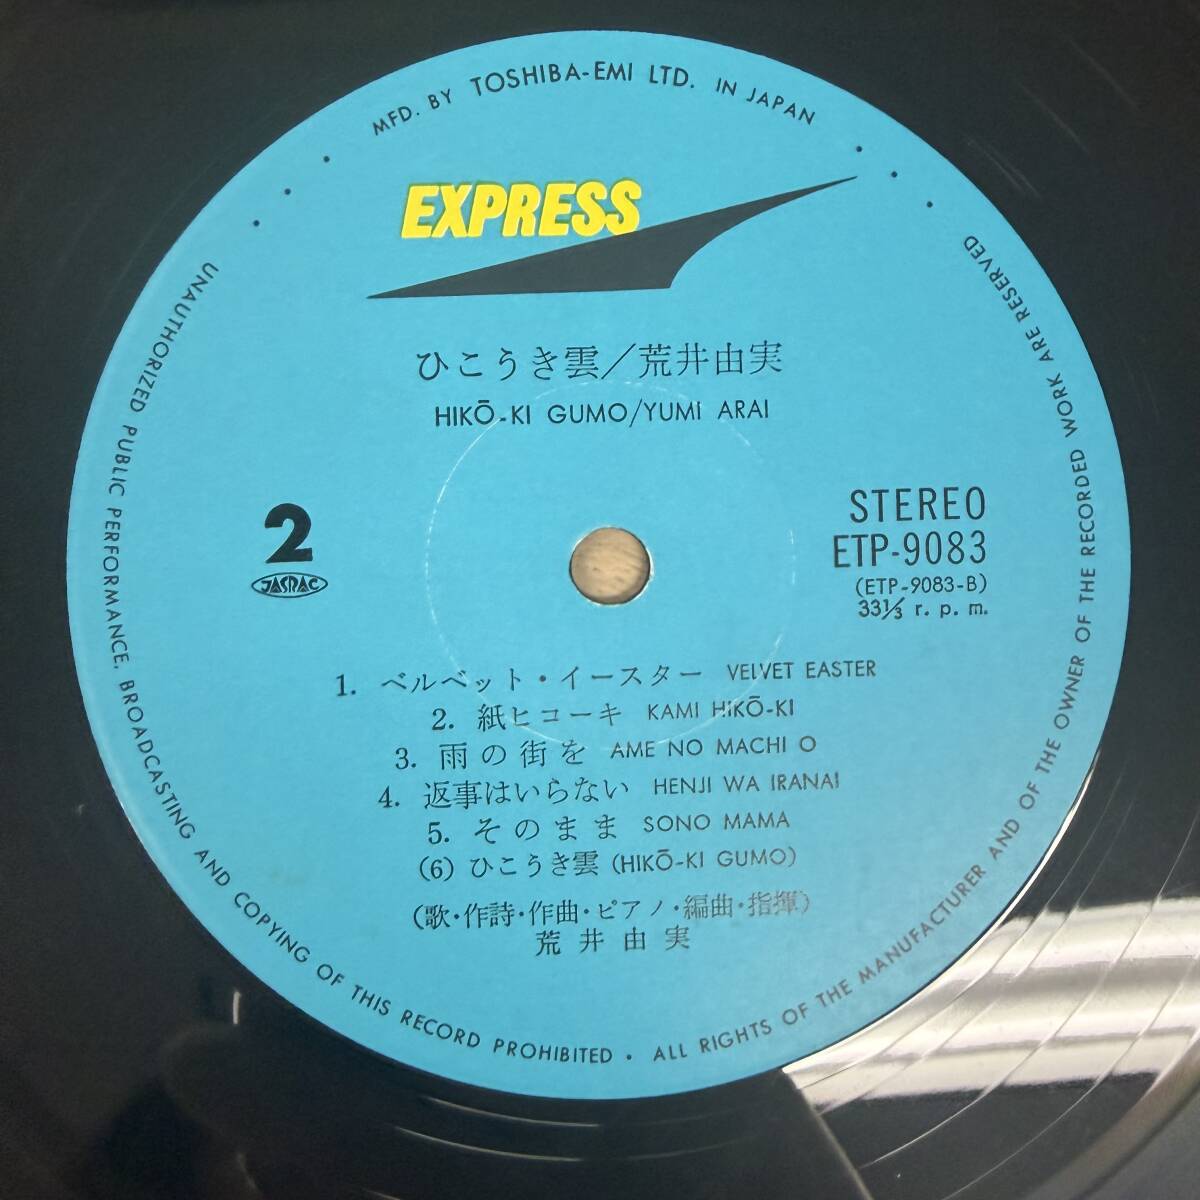 MFD. BY TOSHIBA-EMI LTD. IN JAPAN
EXPRESS
ひこうき雲/荒井由実
HIKŌ-KI GUMO/YUMI ARAI
2
JASRAC
STEREO
ETP-9083
(ETP-9083-B)
33⅓ r. p. m.
1. ベルベット・イースター VELVET EASTER
2. 紙ヒコーキ KAMI HIKŌ-KI
3. 雨の街を AME NO MACHI O
4. 返事はいらない HENJI WA IRANAI
5. そのまま SONO MAMA
(6) ひこうき雲 (HIKŌ-KI GUMO)
(歌・作詩・作曲・ピアノ・編曲・指揮)
荒井由実
UNAUTHORIZED PUBLIC PERFORMANCE, BROADCASTING AND COPYING OF THIS RECORD PROHIBITED • ALL RIGHTS OF THE MANUFACTURER AND OF THE OWNER OF THE RECORDED WORK ARE RESERVED